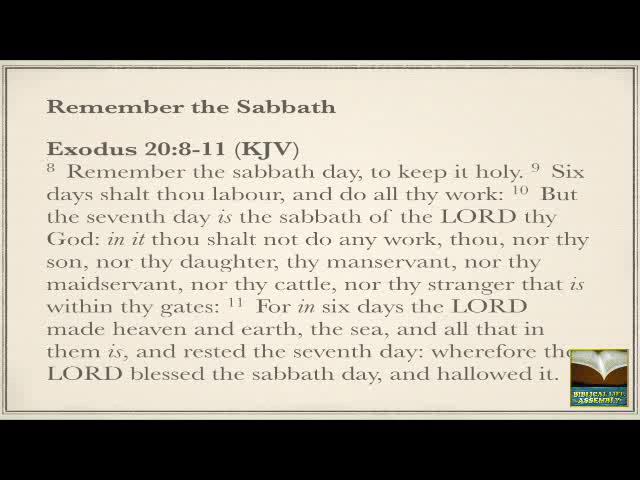 Remember the Sabbath
Exodus 20:8-11 (KJV)
8 Remember the sabbath day, to keep it holy. 9 Six
days shalt thou labour, and do all thy work: 10 But
the seventh day is the sabbath of the LORD thy
God: in it thou shalt not do any work, thou, nor thy
son, nor thy daughter, thy manservant, nor thy
maidservant, nor thy cattle, nor thy stranger that is
within thy gates: 11 For in six days the LORD
made heaven and earth, the sea, and all that in
them is, and rested the seventh day: wherefore the
LORD blessed the sabbath day, and hallowed it.
BIBLICAL LIFE
ASSEMBLY